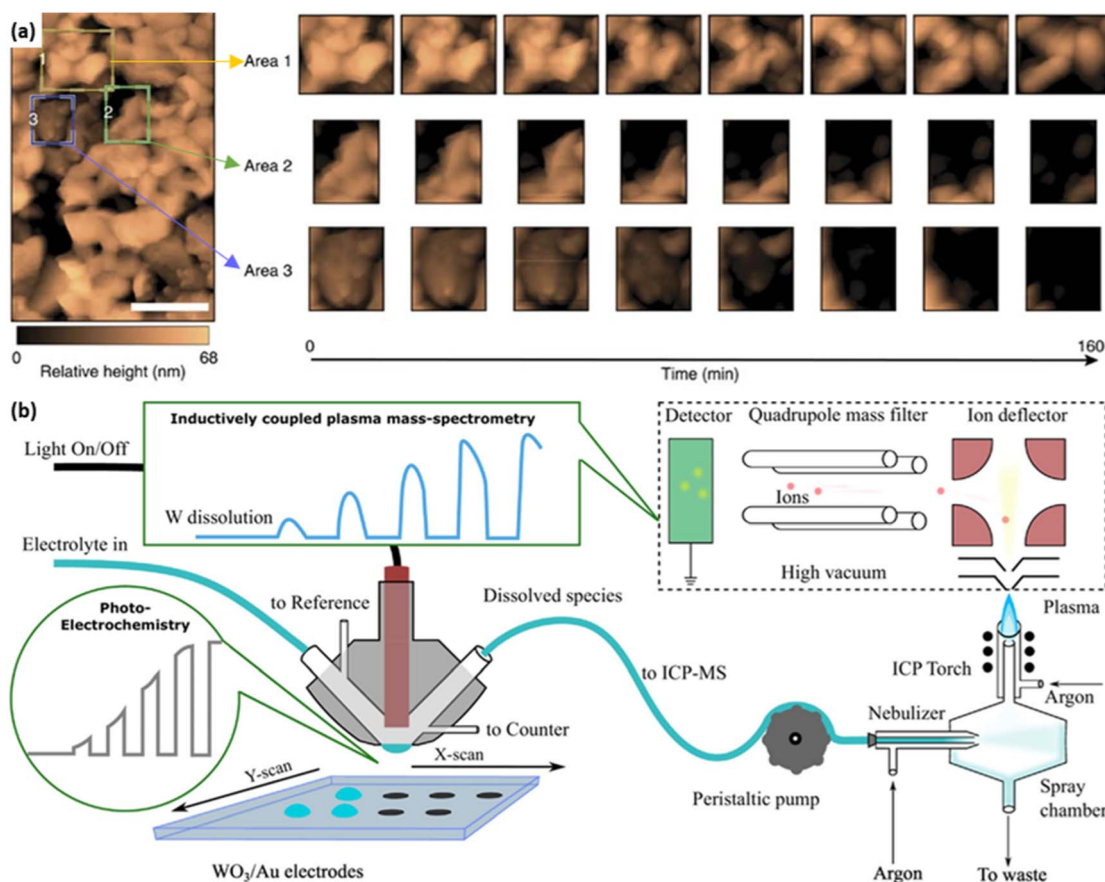 (a)
1
2
3
Area 1
Area 2
Area 3
0
68
Relative height (nm)
0
160
Time (min)
(b)
Inductively coupled plasma mass-spectrometry
W dissolution
Light On/Off
Electrolyte in
Photo-
Electrochemistry
to Reference
Dissolved species
to ICP-MS
to Counter
X-scan
Y-scan
WO₃/Au electrodes
Peristaltic pump
Detector
Quadrupole mass filter
Ion deflector
Ions
High vacuum
Plasma
ICP Torch
Argon
Nebulizer
Spray
chamber
Argon
To waste